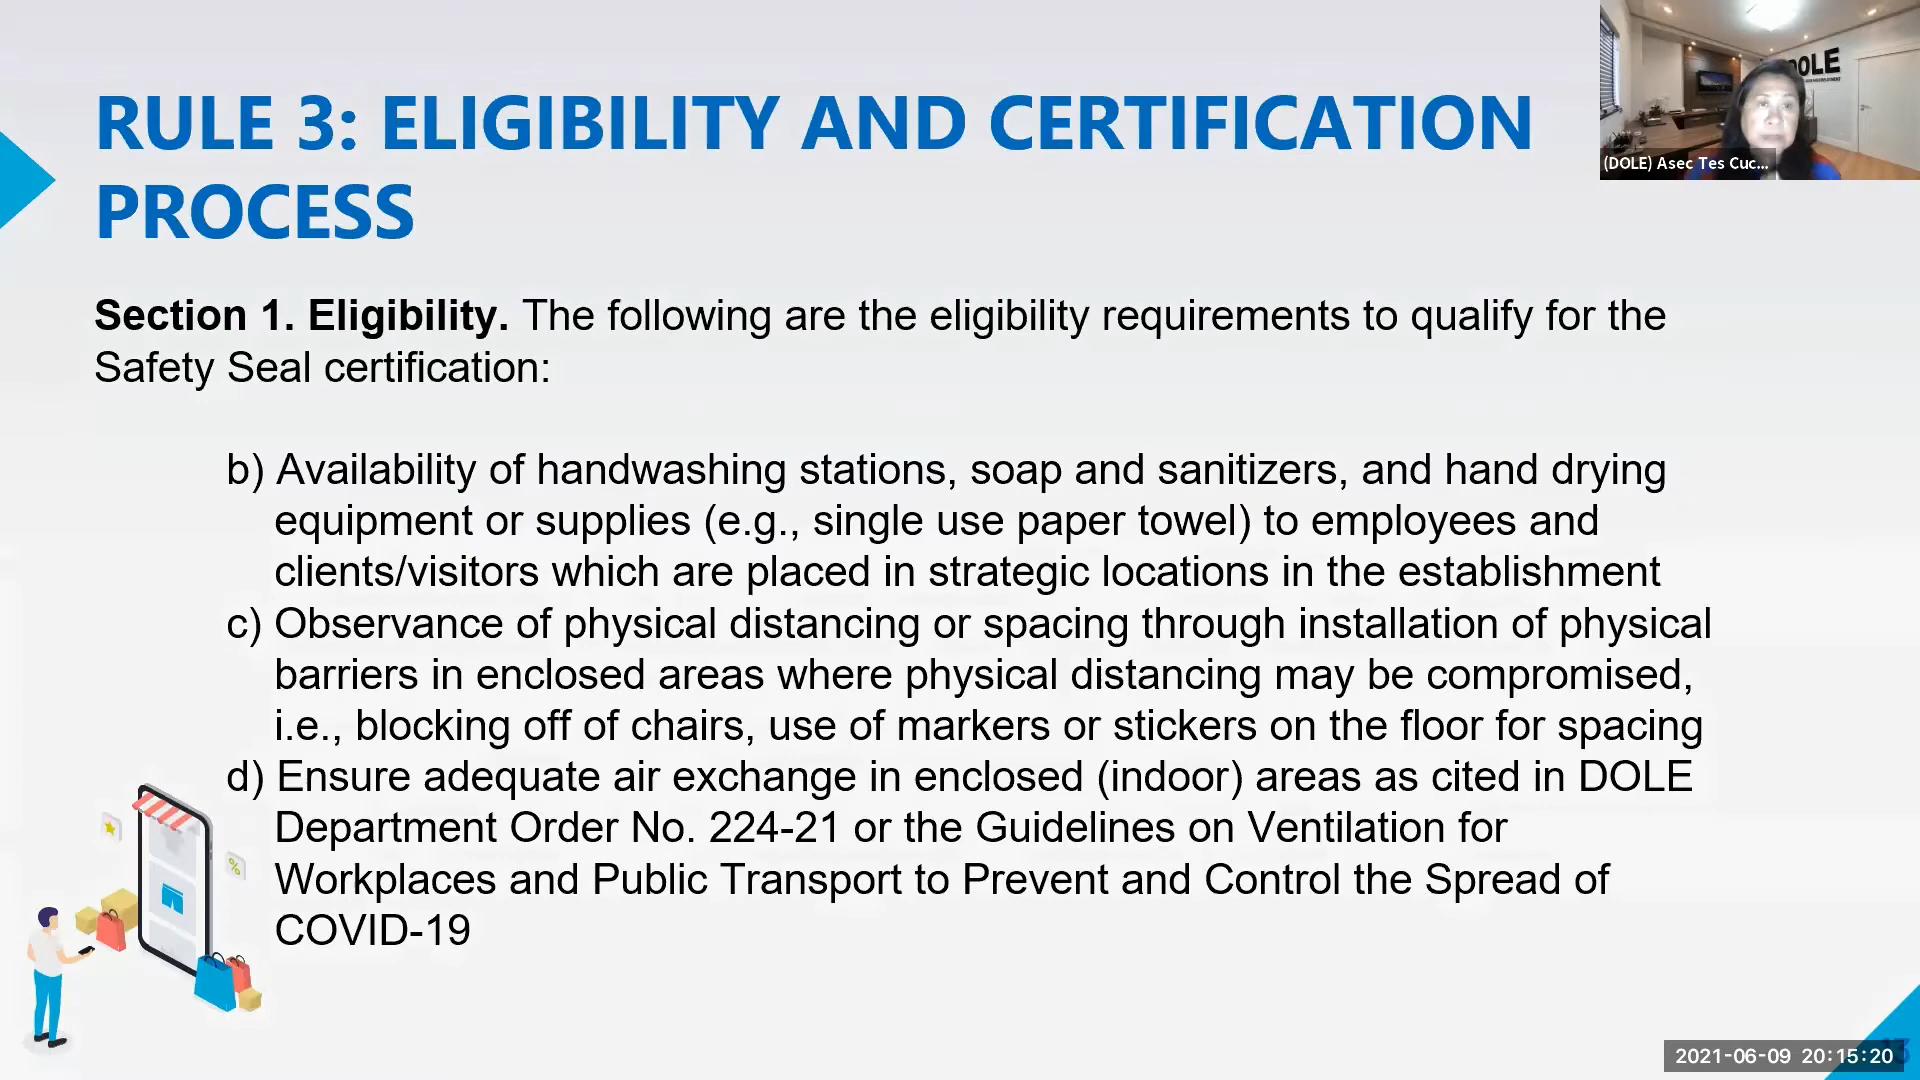 RULE 3: ELIGIBILITY AND CERTIFICATION
PROCESS
DOLE
(DOLE) Asec Tes Cuc...
Section 1. Eligibility. The following are the eligibility requirements to qualify for the
Safety Seal certification:
b) Availability of handwashing stations, soap and sanitizers, and hand drying
equipment or supplies (e.g., single use paper towel) to employees and
clients/visitors which are placed in strategic locations in the establishment
c) Observance of physical distancing or spacing through installation of physical
barriers in enclosed areas where physical distancing may be compromised,
i.e., blocking off of chairs, use of markers or stickers on the floor for spacing
d) Ensure adequate air exchange in enclosed (indoor) areas as cited in DOLE
Department Order No. 224-21 or the Guidelines on Ventilation for
Workplaces and Public Transport to Prevent and Control the Spread of
COVID-19
%
2021-06-09 20:15:20